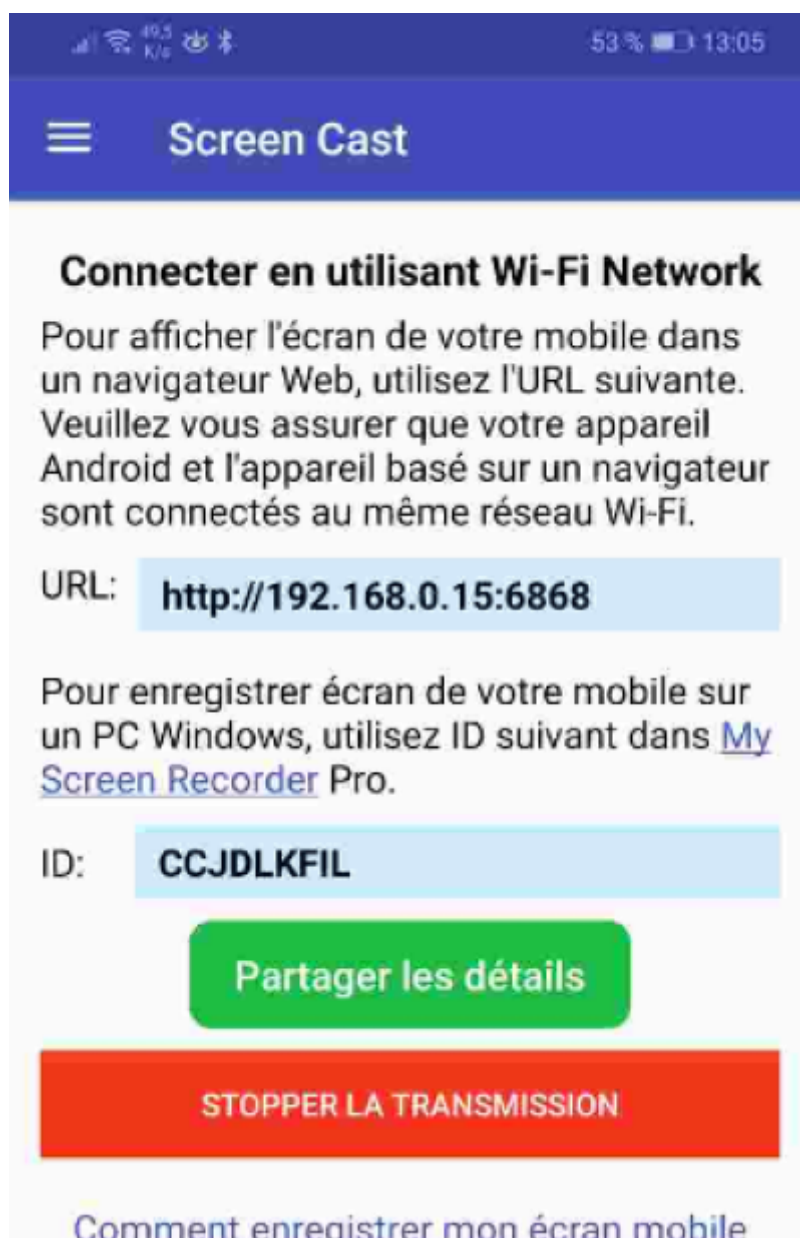 49,5
K/s
53 % 13:05
Screen Cast
Connecter en utilisant Wi-Fi Network
Pour afficher l'écran de votre mobile dans
un navigateur Web, utilisez l'URL suivante.
Veuillez vous assurer que votre appareil
Android et l'appareil basé sur un navigateur
sont connectés au même réseau Wi-Fi.
URL: http://192.168.0.15:6868
Pour enregistrer écran de votre mobile sur
un PC Windows, utilisez ID suivant dans My
Screen Recorder Pro.
ID: CCJDLKFIL
Partager les détails
STOPPER LA TRANSMISSION
Comment enregistrer mon écran mobile